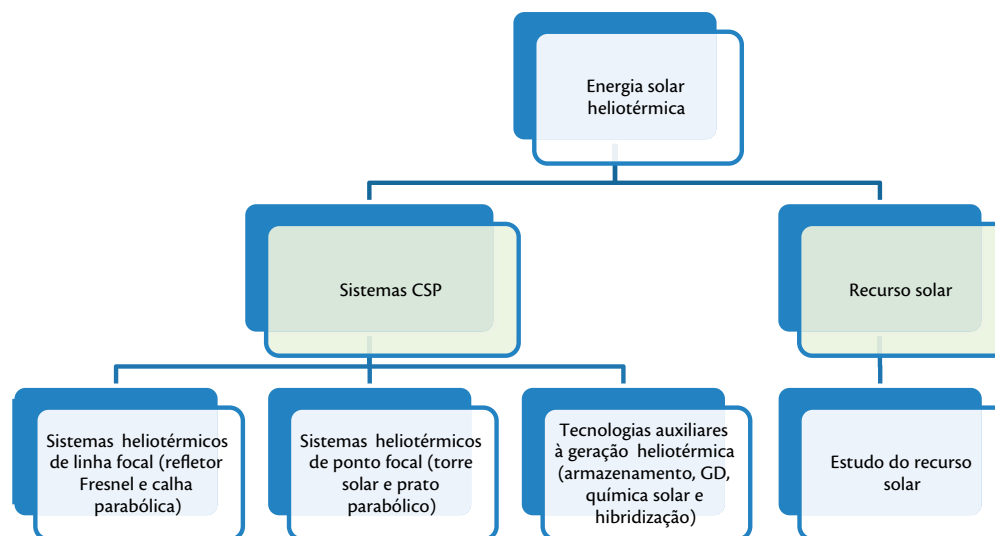 Energia solar
heliotérmica
Sistemas CSP
Recurso solar
Sistemas heliotérmicos
de linha focal (refletor
Fresnel e calha
parabólica)
Sistemas heliotérmicos
de ponto focal (torre
solar e prato
parabólico)
Tecnologias auxiliares
à geração heliotérmica
(armazenamento, GD,
química solar e
hibridização)
Estudo do recurso
solar